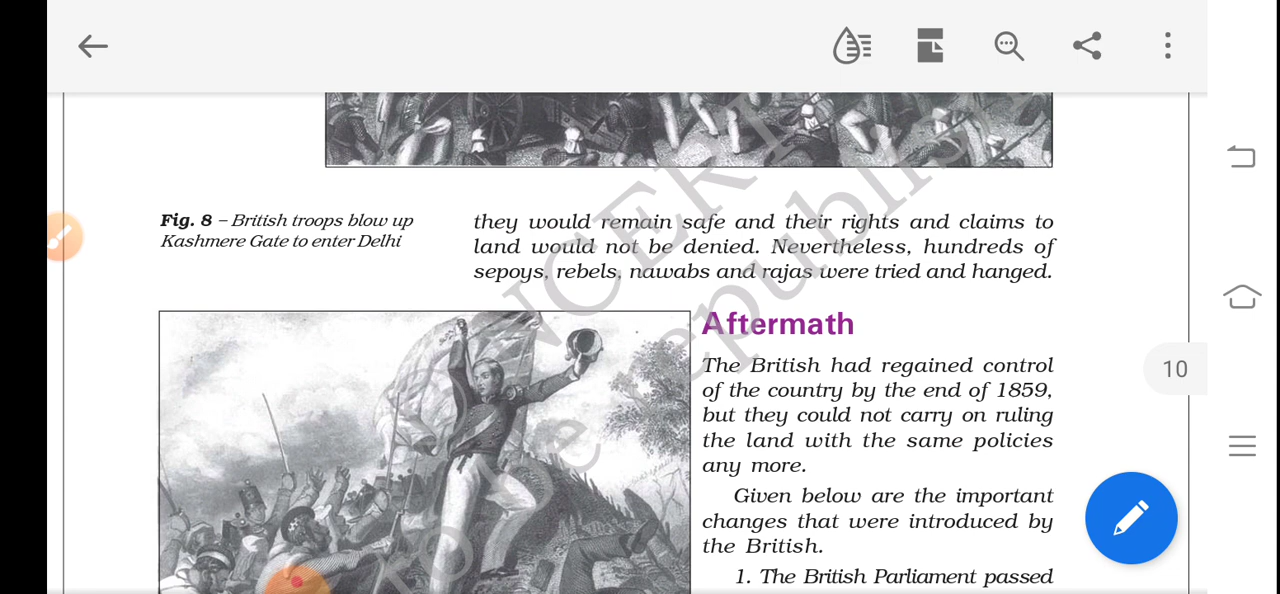 Fig. 8 – British troops blow up
Kashmere Gate to enter Delhi
they would remain safe and their rights and claims to
land would not be denied. Nevertheless, hundreds of
sepoys, rebels, nawabs and rajas were tried and hanged.
Aftermath
The British had regained control
of the country by the end of 1859,
but they could not carry on ruling
the land with the same policies
any more.
Given below are the important
changes that were introduced by
the British.
1. The British Parliament passed
10
NCERT
republis
to be